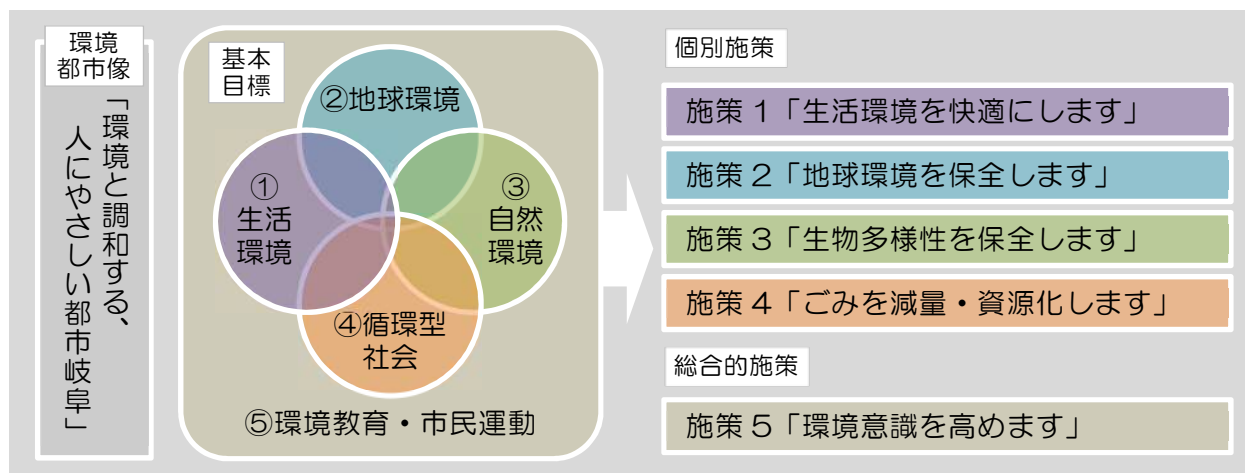 環境
都市像
「環境と調和する、
人にやさしい都市岐阜」
基本
目標
②地球環境
①
生活
環境
③
自然
環境
④循環型
社会
⑤環境教育・市民運動
個別施策
施策１「生活環境を快適にします」
施策２「地球環境を保全します」
施策３「生物多様性を保全します」
施策４「ごみを減量・資源化します」
総合的施策
施策５「環境意識を高めます」